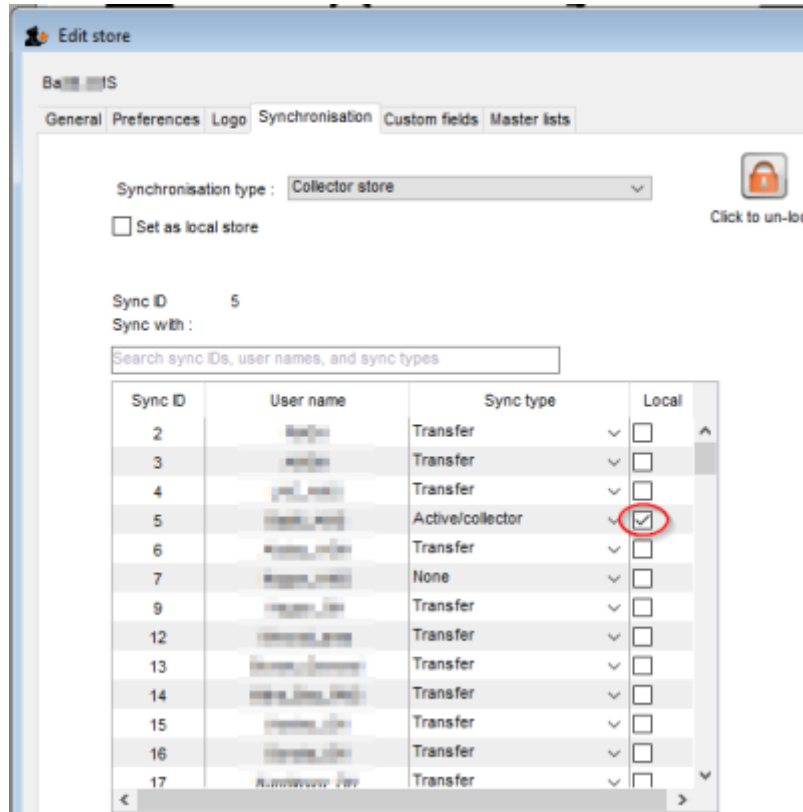 Edit store
General Preferences Logo Synchronisation Custom fields Master lists
Synchronisation type : Collector store
Click to un-loc
Set as local store
Sync ID 5
Sync with :
Search sync IDs, user names, and sync types
Sync ID User name Sync type Local
2 Transfer
3 Transfer
4 Transfer
5 Active/collector
6 Transfer
7 None
9 Transfer
12 Transfer
13 Transfer
14 Transfer
15 Transfer
16 Transfer
17 Transfer